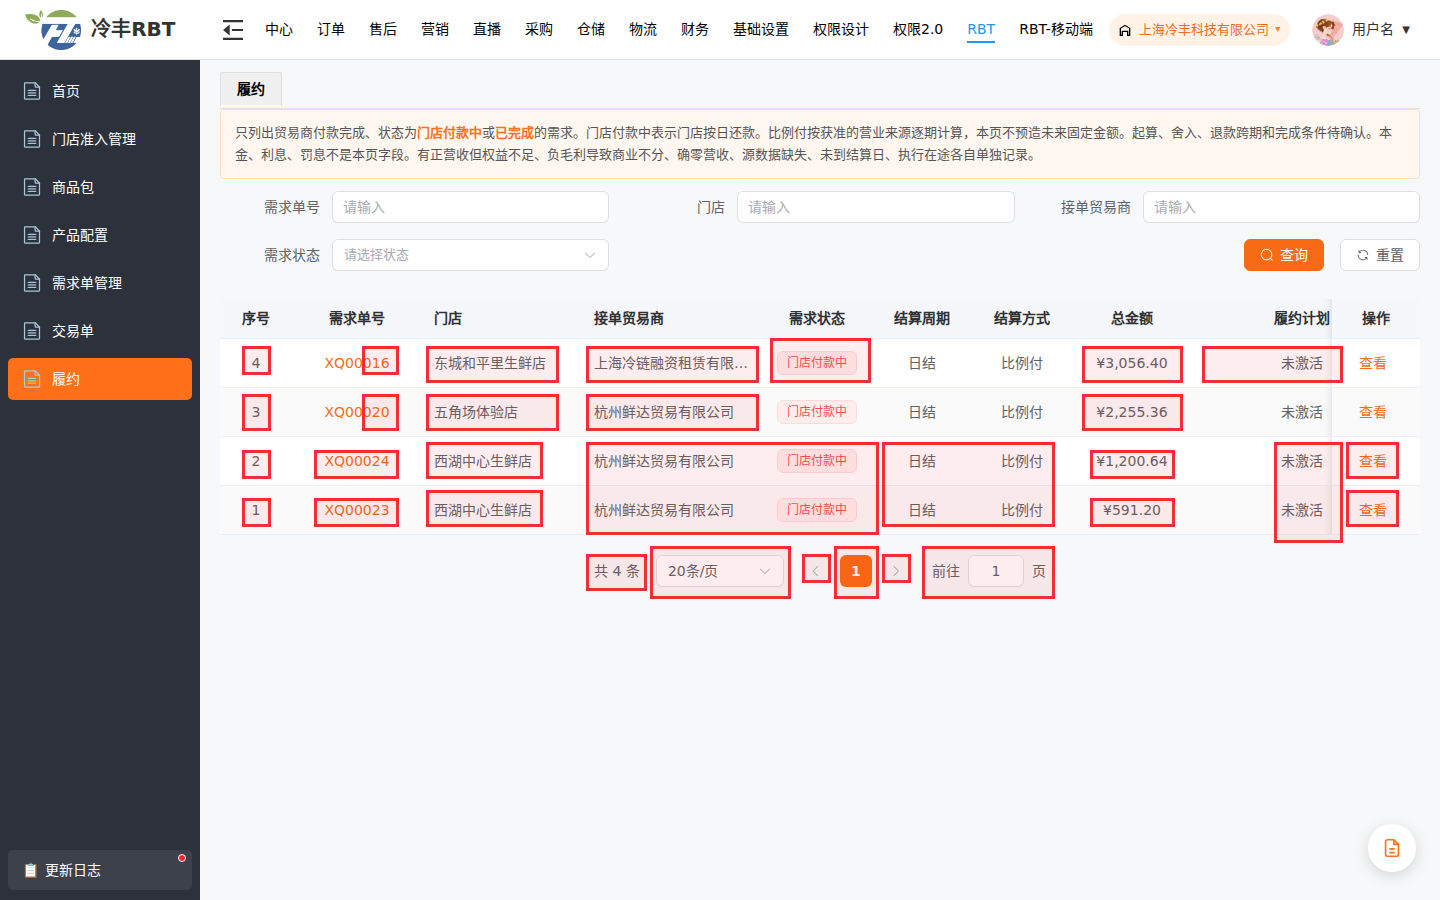 冷丰RBT
中心 订单 售后 营销 直播 采购 仓储 物流 财务 基础设置 权限设计 权限2.0 RBT RBT-移动端 上海冷丰科技有限公司 ▾ 用户名 ▼
首页
门店准入管理
商品包
产品配置
需求单管理
交易单
履约
更新日志
履约
只列出贸易商付款完成、状态为门店付款中或已完成的需求。门店付款中表示门店按日还款。比例付按获准的营业来源逐期计算，本页不预造未来固定金额。起算、舍入、退款跨期和完成条件待确认。本
金、利息、罚息不是本页字段。有正营收但权益不足、负毛利导致商业不分、确零营收、源数据缺失、未到结算日、执行在途各自单独记录。
需求单号 请输入 门店 请输入 接单贸易商 请输入
需求状态 请选择状态 查询 重置
序号 需求单号 门店 接单贸易商 需求状态 结算周期 结算方式 总金额 履约计划 操作
4 XQ00016 东城和平里生鲜店 上海冷链融资租赁有限... 门店付款中 日结 比例付 ¥3,056.40 未激活 查看
3 XQ00020 五角场体验店 杭州鲜达贸易有限公司 门店付款中 日结 比例付 ¥2,255.36 未激活 查看
2 XQ00024 西湖中心生鲜店 杭州鲜达贸易有限公司 门店付款中 日结 比例付 ¥1,200.64 未激活 查看
1 XQ00023 西湖中心生鲜店 杭州鲜达贸易有限公司 门店付款中 日结 比例付 ¥591.20 未激活 查看
共 4 条 20条/页 1 前往 1 页